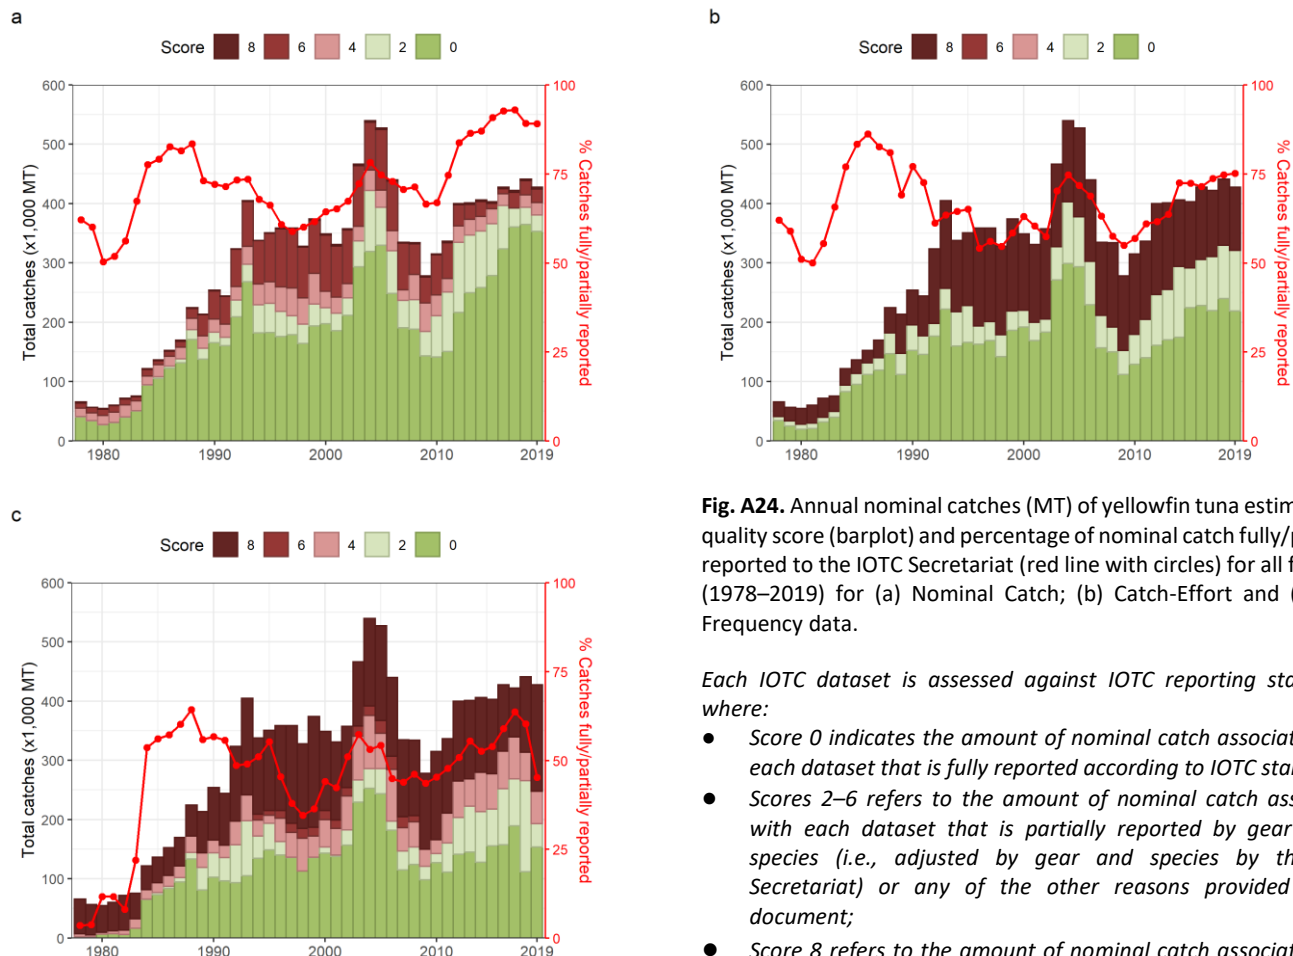 a
Score 8 6 4 2 0
600
500
400
300
200
100
0
100
75
50
25
0
Total catches (x1,000 MT)
% Catches fully/partially reported
1980 1990 2000 2010 2019
b
Score 8 6 4 2 0
600
500
400
300
200
100
0
100
75
50
25
0
Total catches (x1,000 MT)
% Catches fully/partially reported
1980 1990 2000 2010 2019
c
Score 8 6 4 2 0
600
500
400
300
200
100
0
100
75
50
25
0
Total catches (x1,000 MT)
% Catches fully/partially reported
1980 1990 2000 2010 2019
Fig. A24. Annual nominal catches (MT) of yellowfin tuna estim
quality score (barplot) and percentage of nominal catch fully/p
reported to the IOTC Secretariat (red line with circles) for all f
(1978–2019) for (a) Nominal Catch; (b) Catch-Effort and (
Frequency data.
Each IOTC dataset is assessed against IOTC reporting sta
where:
● Score 0 indicates the amount of nominal catch associat
each dataset that is fully reported according to IOTC stan
● Scores 2–6 refers to the amount of nominal catch ass
with each dataset that is partially reported by gear
species (i.e., adjusted by gear and species by th
Secretariat) or any of the other reasons provided
document;
● Score 8 refers to the amount of nominal catch associat